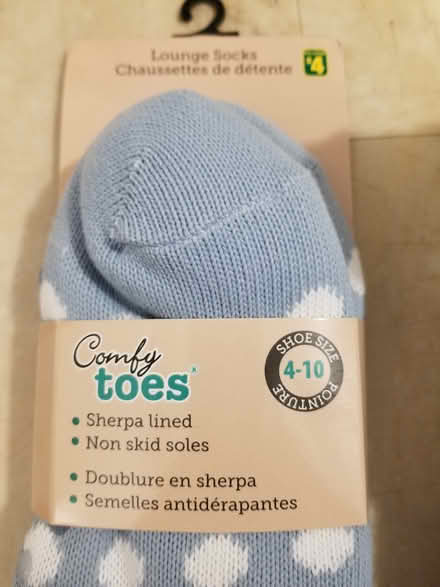 Lounge Socks
Chaussettes de détente
$4
Comfy
toes
SHOE SIZE
4-10
POINTURE
• Sherpa lined
• Non skid soles
• Doublure en sherpa
• Semelles antidérapantes